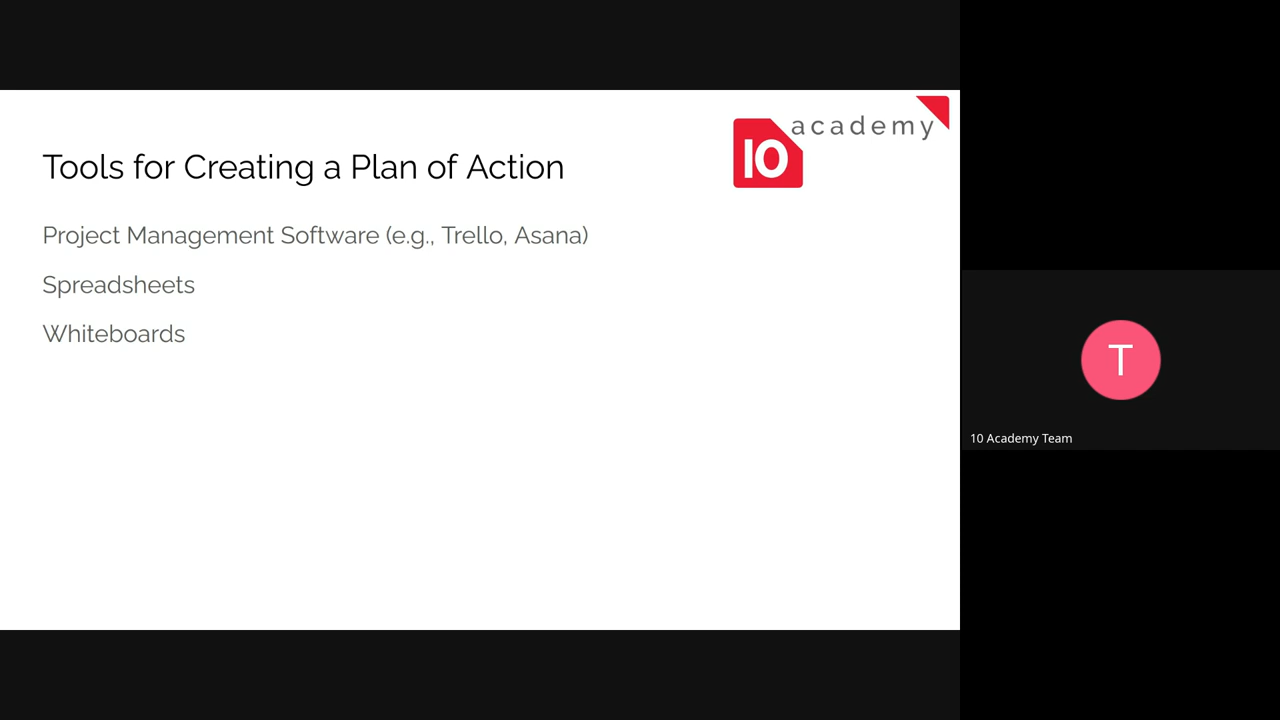 academy
10
Tools for Creating a Plan of Action
Project Management Software (e.g., Trello, Asana)
Spreadsheets
Whiteboards
T
10 Academy Team